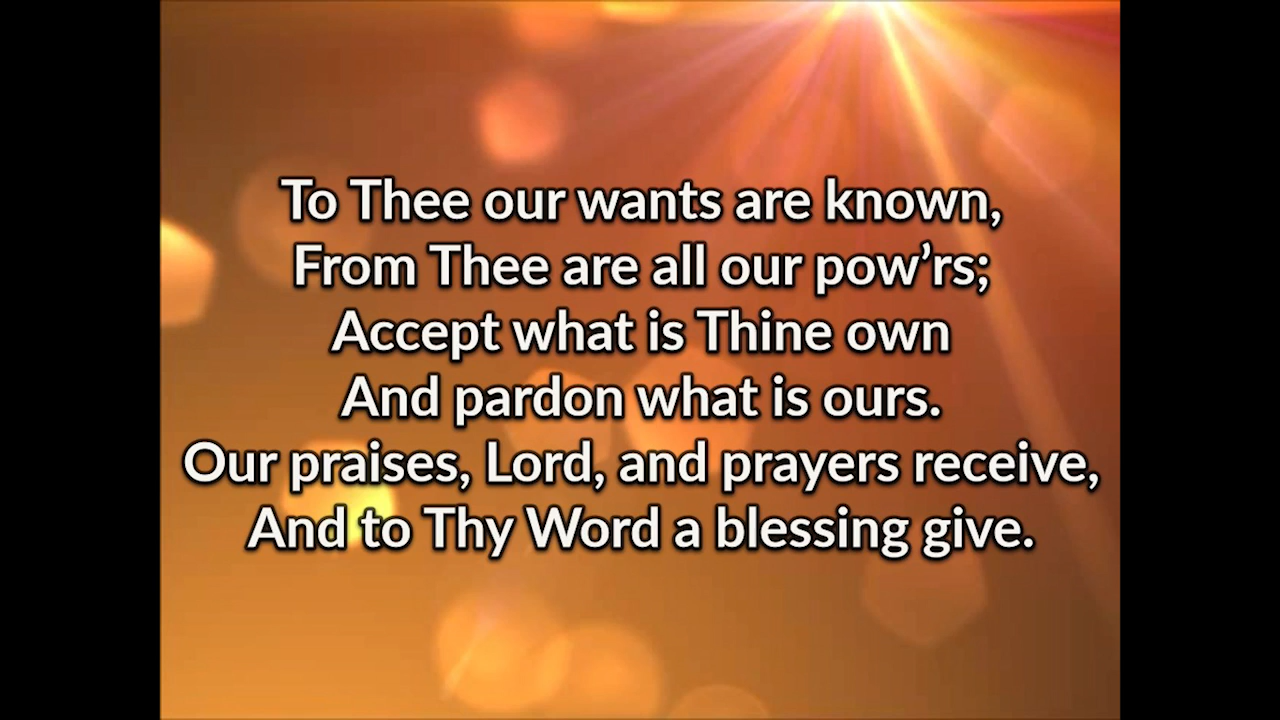 To Thee our wants are known,
From Thee are all our pow’rs;
Accept what is Thine own
And pardon what is ours.
Our praises, Lord, and prayers receive,
And to Thy Word a blessing give.